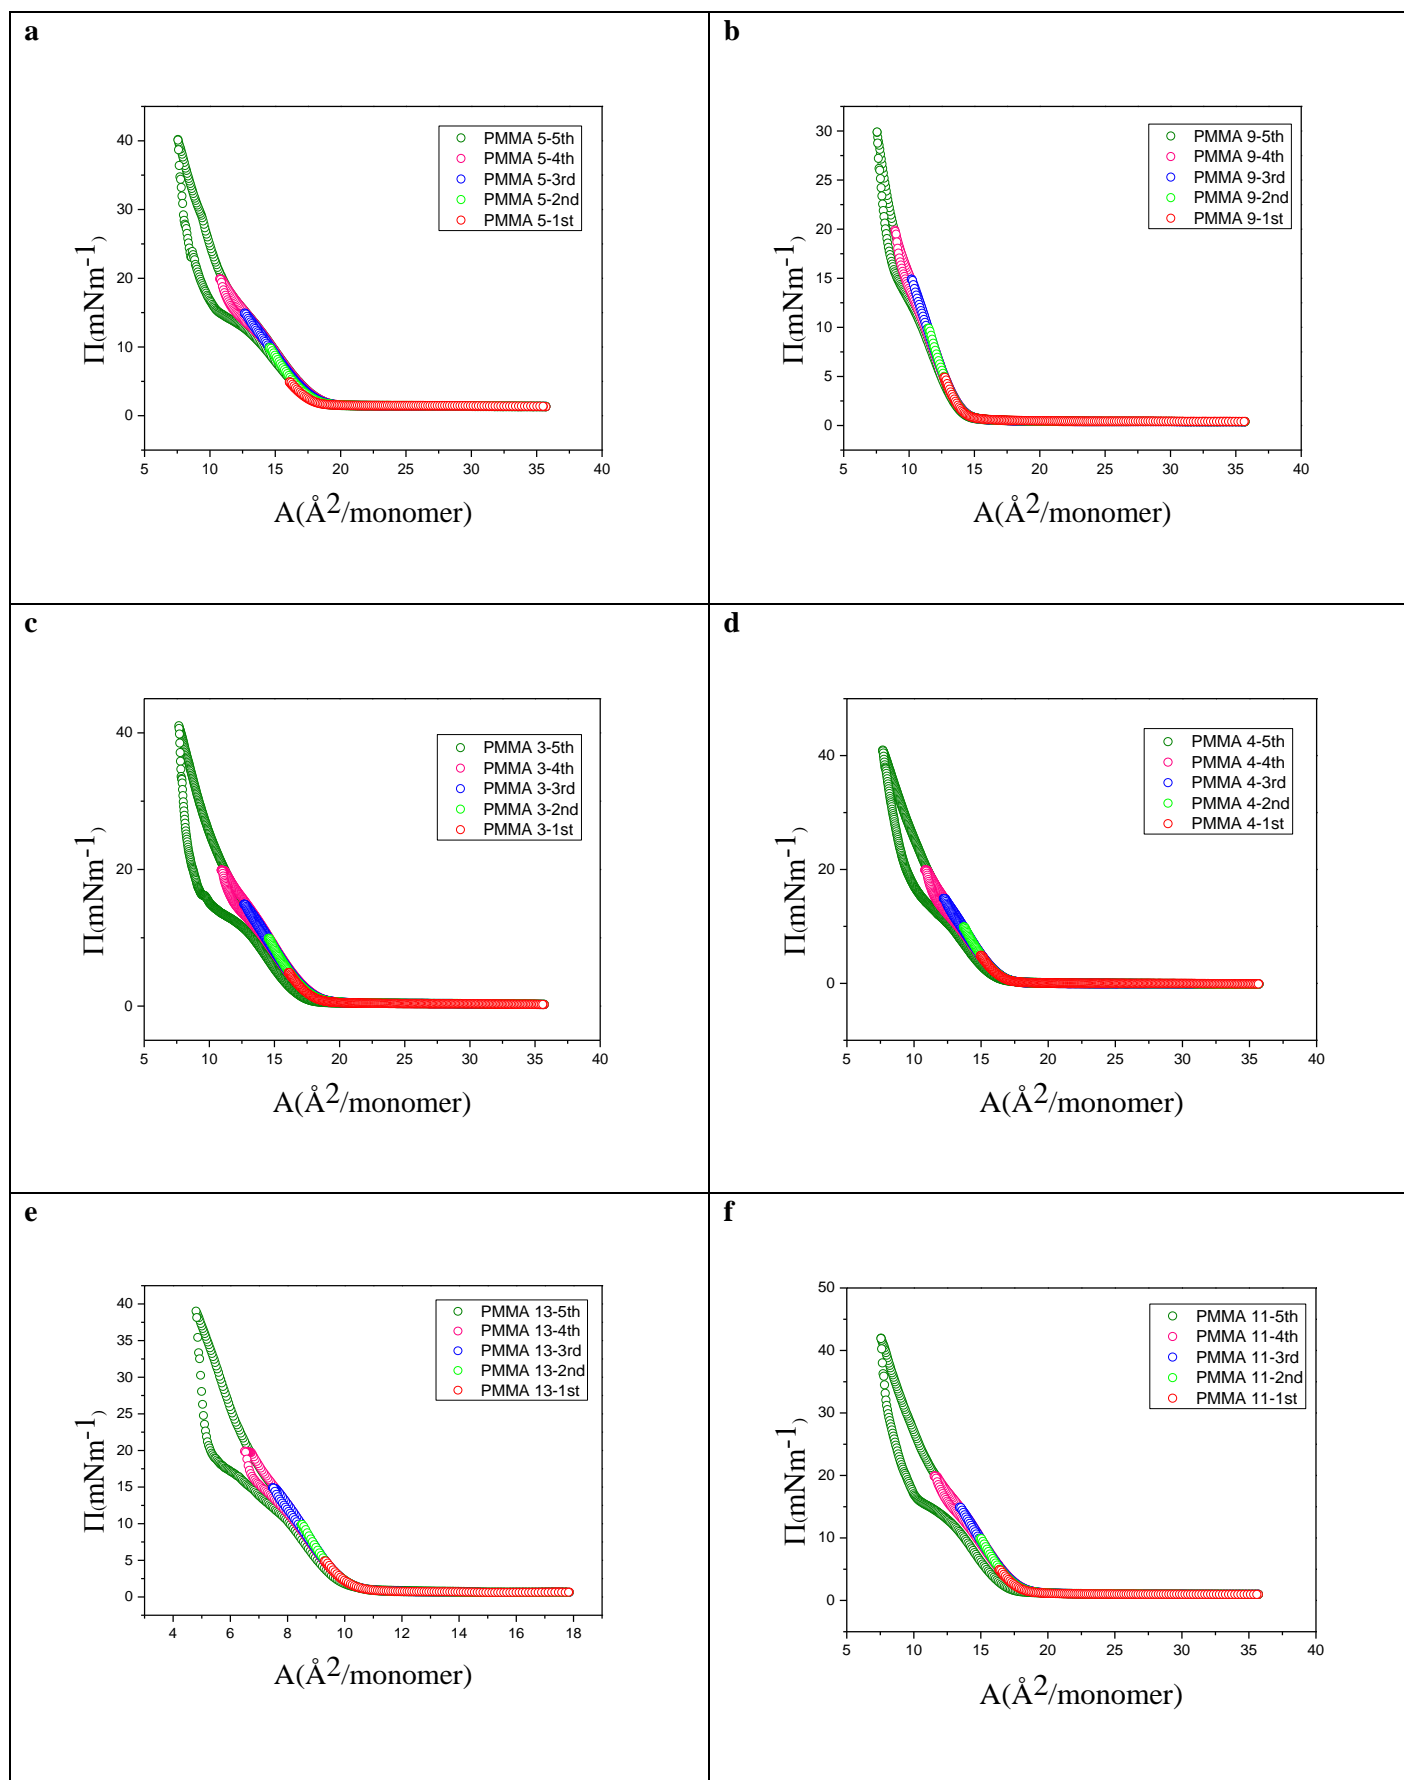 a
40
30
20
10
0
5 10 15 20 25 30 35 40
Π(mNm-1)
A(Å2/monomer)
PMMA 5-5th
PMMA 5-4th
PMMA 5-3rd
PMMA 5-2nd
PMMA 5-1st
b
30
25
20
15
10
5
0
5 10 15 20 25 30 35 40
Π(mNm-1)
A(Å2/monomer)
PMMA 9-5th
PMMA 9-4th
PMMA 9-3rd
PMMA 9-2nd
PMMA 9-1st
c
40
20
0
5 10 15 20 25 30 35 40
Π(mNm-1)
A(Å2/monomer)
PMMA 3-5th
PMMA 3-4th
PMMA 3-3rd
PMMA 3-2nd
PMMA 3-1st
d
40
20
0
5 10 15 20 25 30 35 40
Π(mNm-1)
A(Å2/monomer)
PMMA 4-5th
PMMA 4-4th
PMMA 4-3rd
PMMA 4-2nd
PMMA 4-1st
e
40
35
30
25
20
15
10
5
0
4 6 8 10 12 14 16 18
Π(mNm-1)
A(Å2/monomer)
PMMA 13-5th
PMMA 13-4th
PMMA 13-3rd
PMMA 13-2nd
PMMA 13-1st
f
50
40
30
20
10
0
5 10 15 20 25 30 35 40
Π(mNm-1)
A(Å2/monomer)
PMMA 11-5th
PMMA 11-4th
PMMA 11-3rd
PMMA 11-2nd
PMMA 11-1st